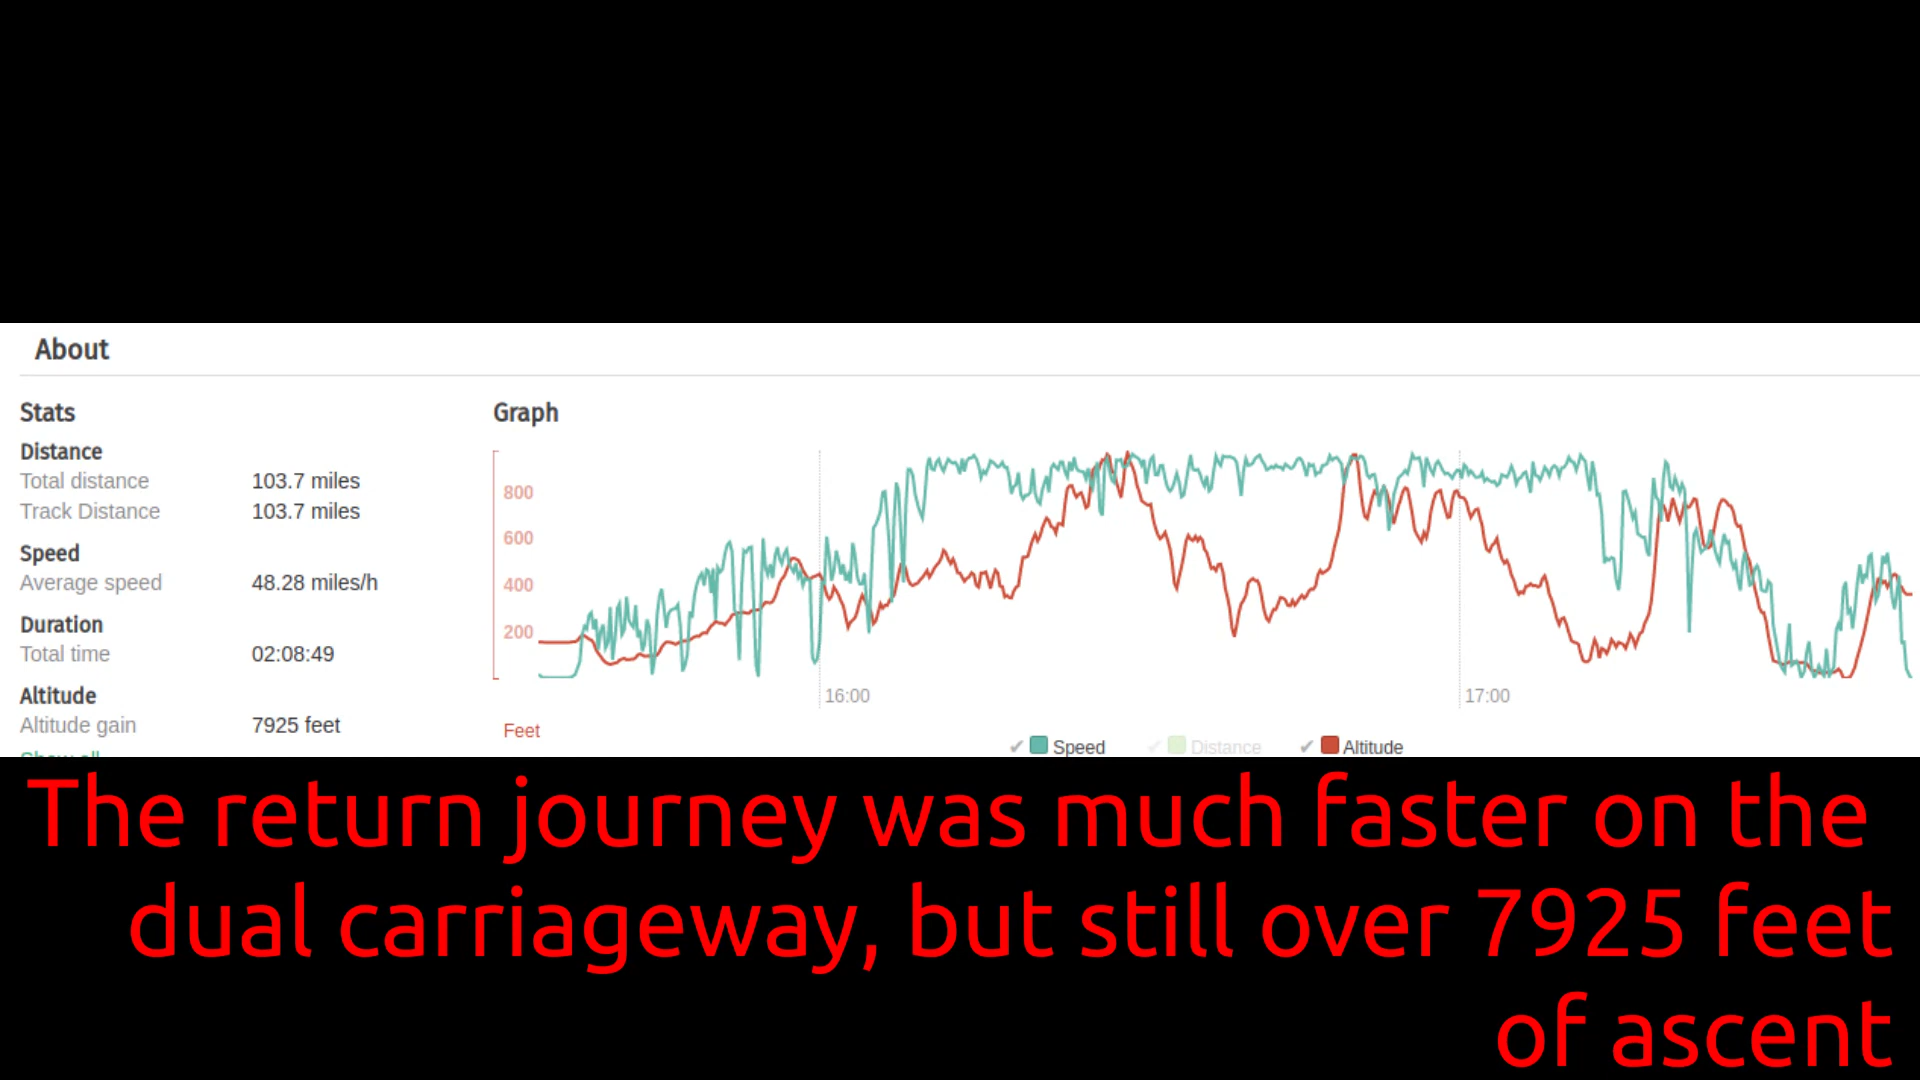 About
Stats
Graph
Distance
Total distance 103.7 miles
Track Distance 103.7 miles
Speed
Average speed 48.28 miles/h
Duration
Total time 02:08:49
Altitude
Altitude gain 7925 feet
800
600
400
200
16:00
17:00
Feet
✔ Speed
✔ Distance
✔ Altitude
The return journey was much faster on the
dual carriageway, but still over 7925 feet
of ascent